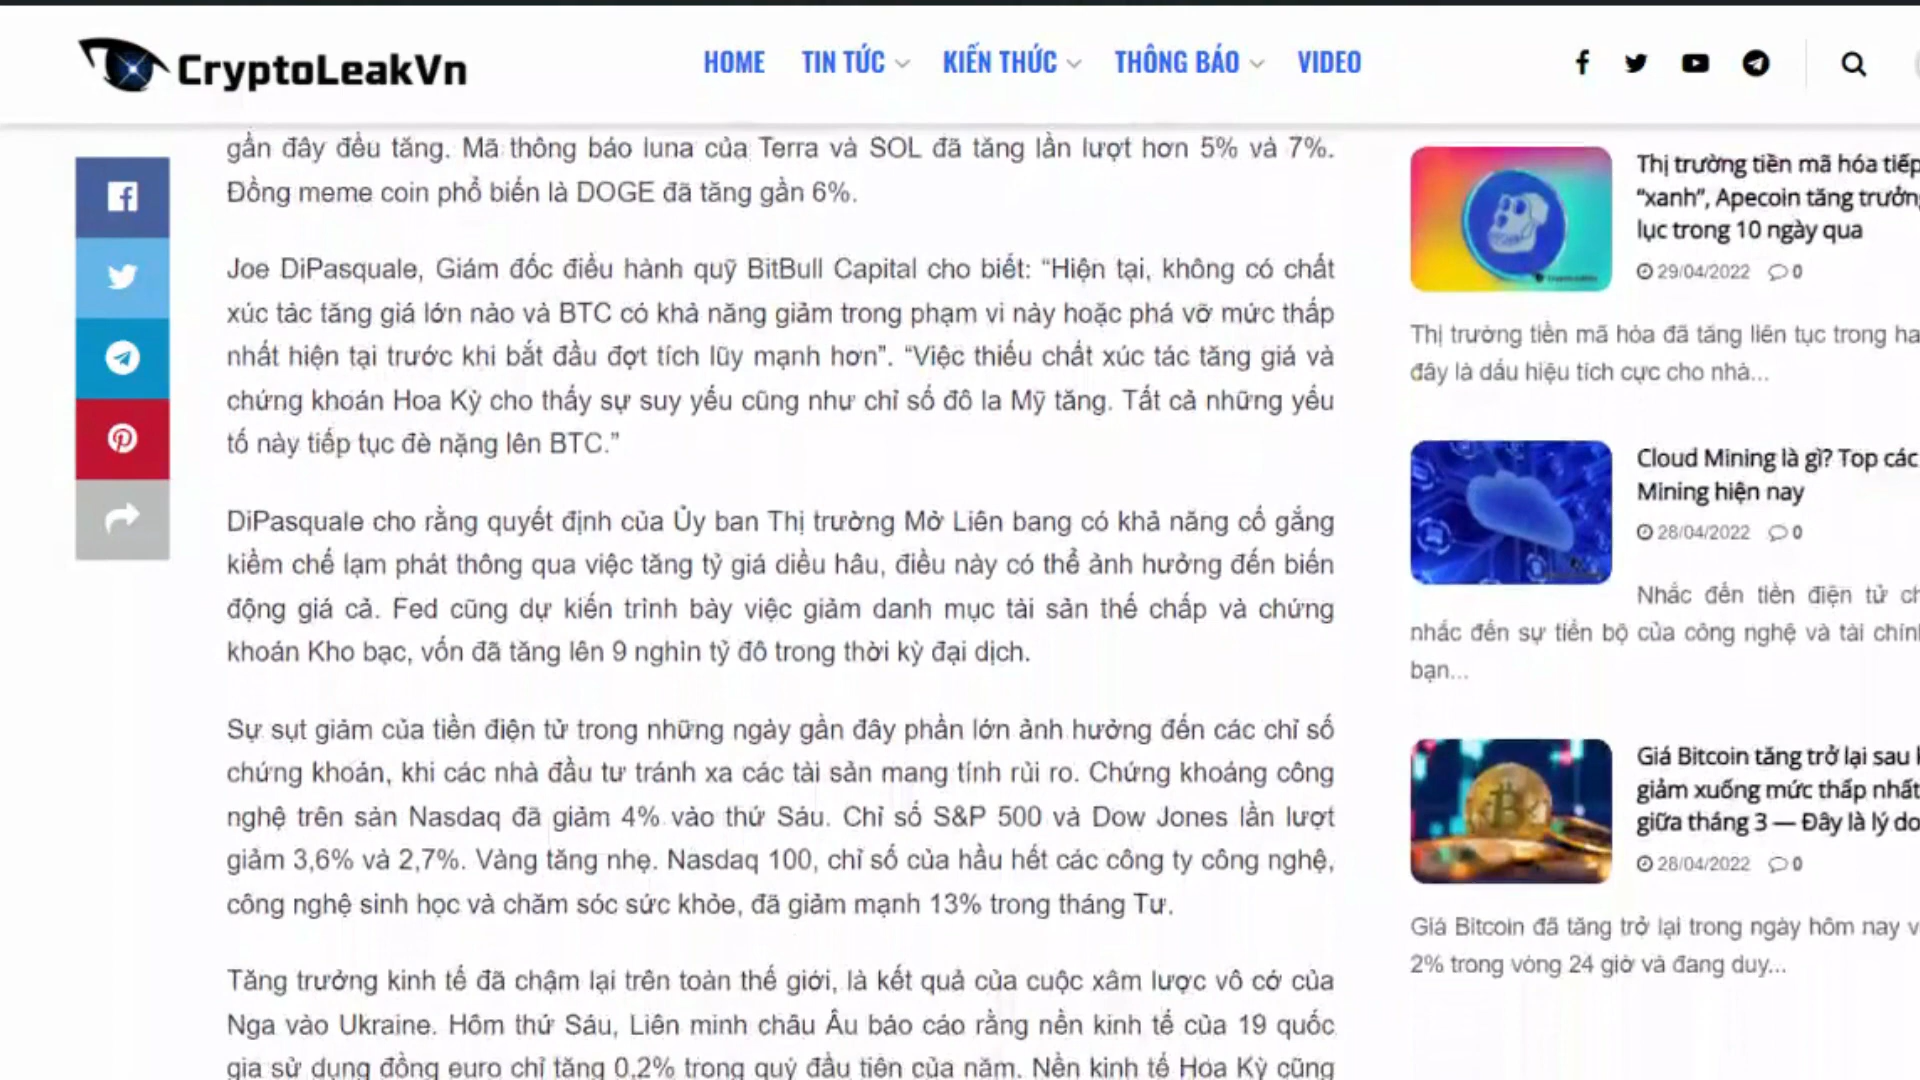 CryptoLeakVn
HOME TIN TỨC KIẾN THỨC THÔNG BÁO VIDEO
gần đây đều tăng. Mã thông báo luna của Terra và SOL đã tăng lần lượt hơn 5% và 7%.
Đồng meme coin phổ biến là DOGE đã tăng gần 6%.
Joe DiPasquale, Giám đốc điều hành quỹ BitBull Capital cho biết: “Hiện tại, không có chất
xúc tác tăng giá lớn nào và BTC có khả năng giảm trong phạm vi này hoặc phá vỡ mức thấp
nhất hiện tại trước khi bắt đầu đợt tích lũy mạnh hơn”. “Việc thiếu chất xúc tác tăng giá và
chứng khoán Hoa Kỳ cho thấy sự suy yếu cũng như chỉ số đô la Mỹ tăng. Tất cả những yếu
tố này tiếp tục đè nặng lên BTC.”
DiPasquale cho rằng quyết định của Ủy ban Thị trường Mở Liên bang có khả năng cố gắng
kiềm chế lạm phát thông qua việc tăng tỷ giá diều hâu, điều này có thể ảnh hưởng đến biến
động giá cả. Fed cũng dự kiến trình bày việc giảm danh mục tài sản thế chấp và chứng
khoán Kho bạc, vốn đã tăng lên 9 nghìn tỷ đô trong thời kỳ đại dịch.
Sự sụt giảm của tiền điện tử trong những ngày gần đây phần lớn ảnh hưởng đến các chỉ số
chứng khoán, khi các nhà đầu tư tránh xa các tài sản mang tính rủi ro. Chứng khoáng công
nghệ trên sàn Nasdaq đã giảm 4% vào thứ Sáu. Chỉ số S&P 500 và Dow Jones lần lượt
giảm 3,6% và 2,7%. Vàng tăng nhẹ. Nasdaq 100, chỉ số của hầu hết các công ty công nghệ,
công nghệ sinh học và chăm sóc sức khỏe, đã giảm mạnh 13% trong tháng Tư.
Tăng trưởng kinh tế đã chậm lại trên toàn thế giới, là kết quả của cuộc xâm lược vô cớ của
Nga vào Ukraine. Hôm thứ Sáu, Liên minh châu Âu báo cáo rằng nền kinh tế của 19 quốc
gia sử dụng đồng euro chỉ tăng 0,2% trong quý đầu tiên của năm. Nền kinh tế Hoa Kỳ cũng
Thị trường tiền mã hóa tiếp
“xanh”, Apecoin tăng trưởng
lục trong 10 ngày qua
29/04/2022 0
Thị trường tiền mã hóa đã tăng liên tục trong ha
đây là dấu hiệu tích cực cho nhà...
Cloud Mining là gì? Top các
Mining hiện nay
28/04/2022 0
Nhắc đến tiền điện tử ch
nhắc đến sự tiến bộ của công nghệ và tài chính
bạn...
Giá Bitcoin tăng trở lại sau k
giảm xuống mức thấp nhất
giữa tháng 3 — Đây là lý do
28/04/2022 0
Giá Bitcoin đã tăng trở lại trong ngày hôm nay v
2% trong vòng 24 giờ và đang duy...